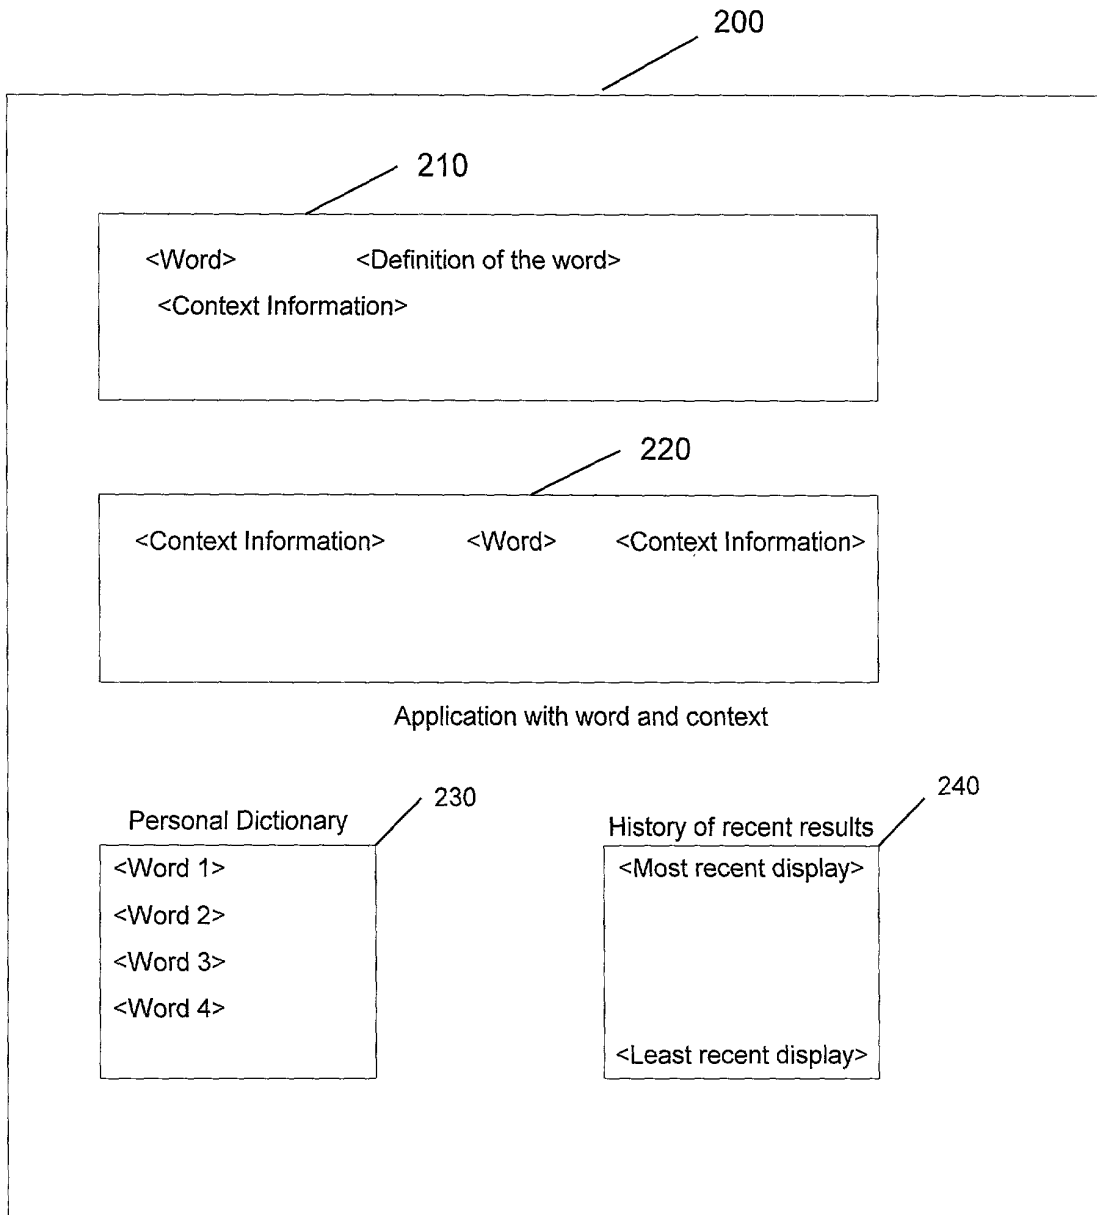 200
210
<Word> <Definition of the word>
<Context Information>
220
<Context Information> <Word> <Context Information>
Application with word and context
230
240
Personal Dictionary
History of recent results
<Word 1>
<Word 2>
<Word 3>
<Word 4>
<Most recent display>
<Least recent display>